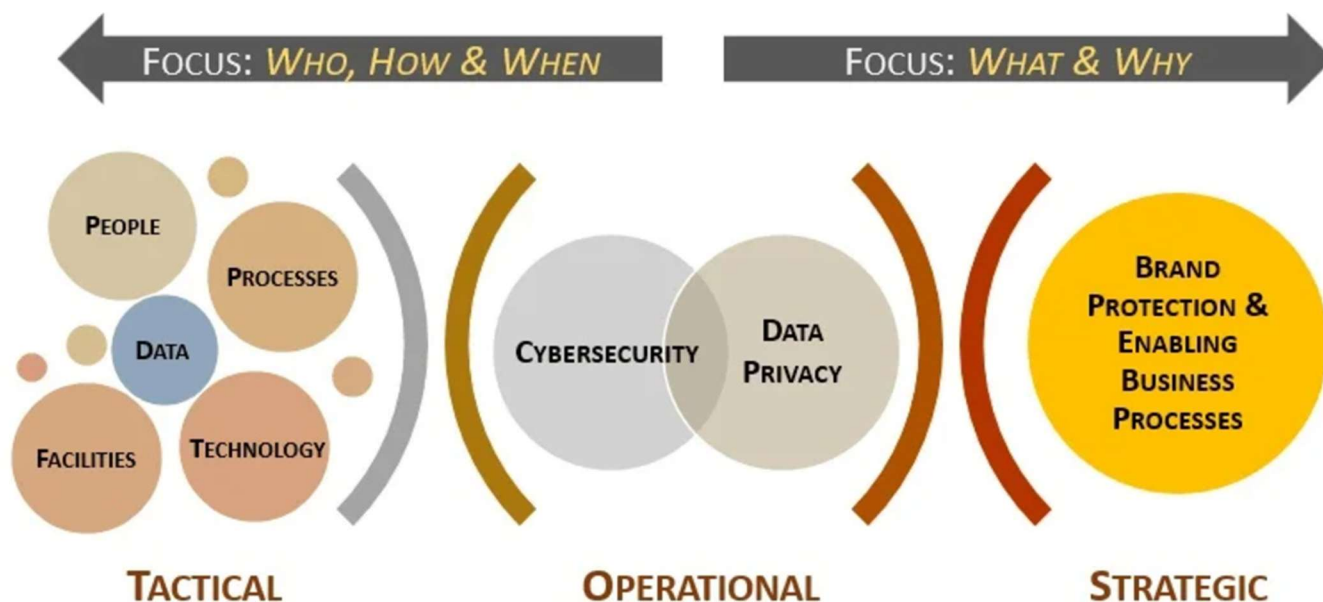 FOCUS: WHO, HOW & WHEN
FOCUS: WHAT & WHY
PEOPLE
PROCESSES
DATA
FACILITIES
TECHNOLOGY
CYBERSECURITY
DATA
PRIVACY
BRAND
PROTECTION &
ENABLING
BUSINESS
PROCESSES
TACTICAL
OPERATIONAL
STRATEGIC